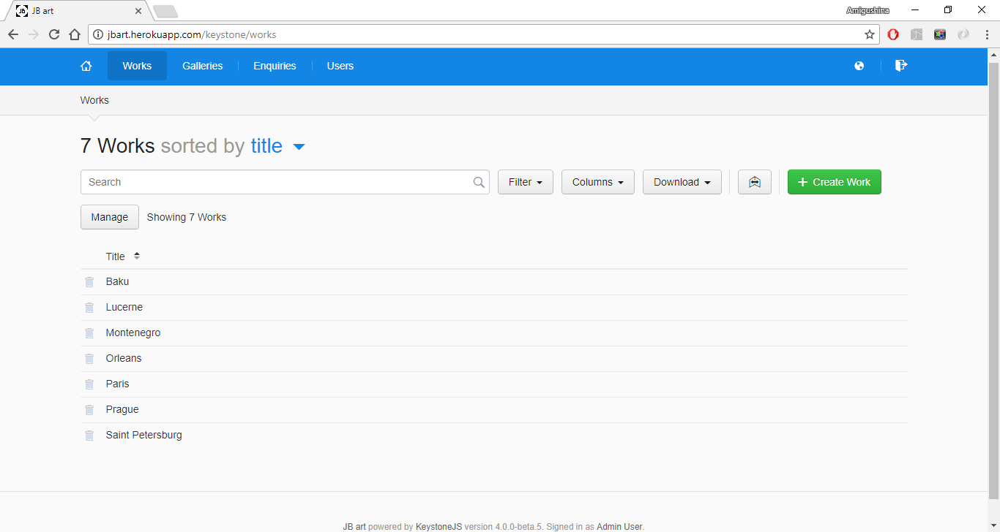 JB art
Amigushina
jbart.herokuapp.com/keystone/works
Works Galleries Enquiries Users
Works
7 Works sorted by title
Search Filter Columns Download + Create Work
Manage Showing 7 Works
Title
Baku
Lucerne
Montenegro
Orleans
Paris
Prague
Saint Petersburg
JB art powered by KeystoneJS version 4.0.0-beta.5. Signed in as Admin User.